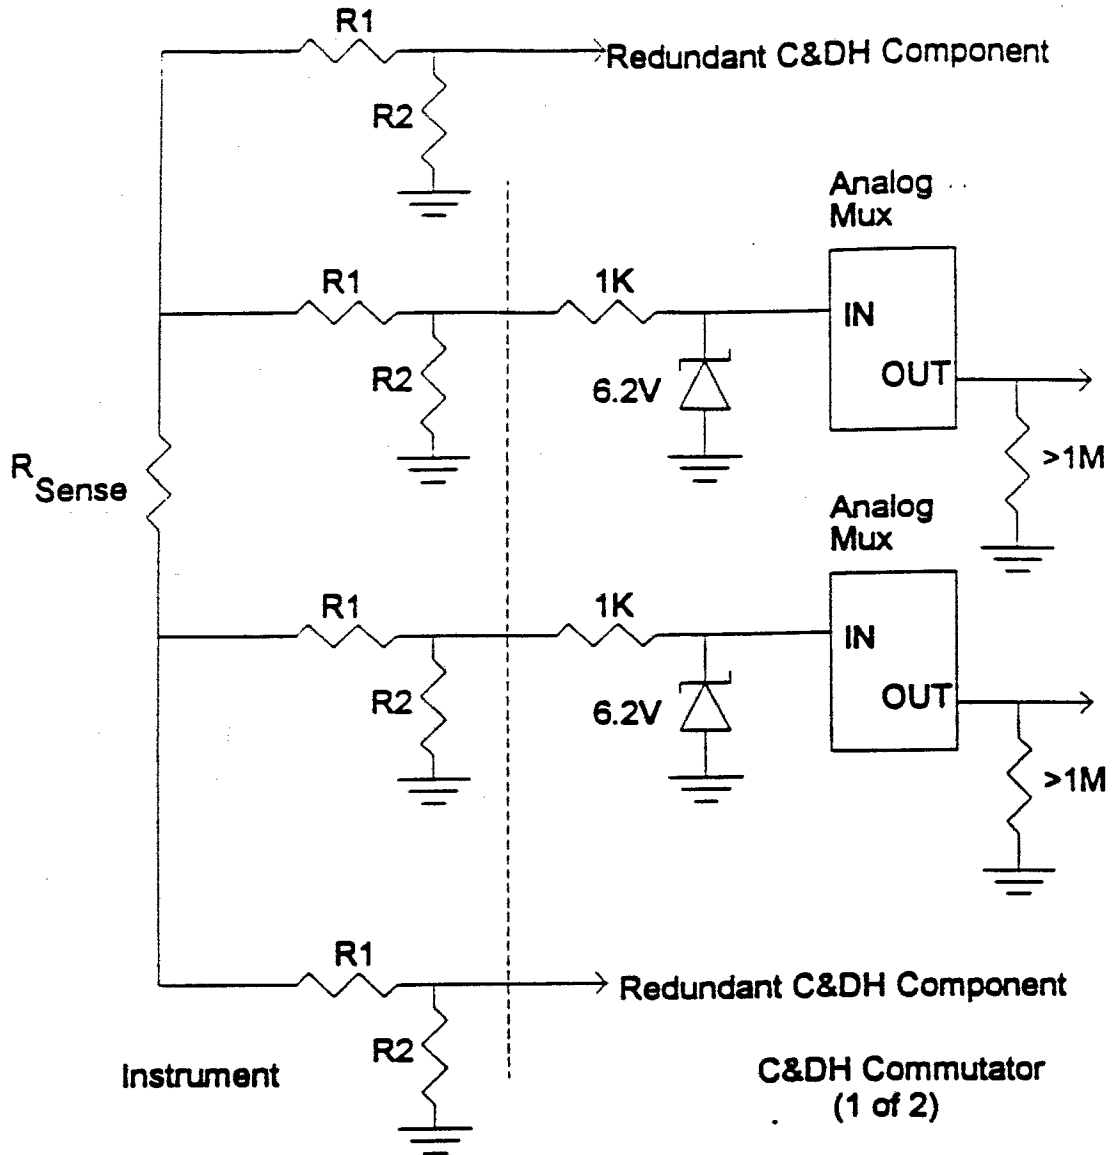 R1
Redundant C&DH Component
R2
Analog
Mux
R1
1K
IN
R2
6.2V
OUT
>1M
R
Sense
Analog
Mux
R1
1K
IN
R2
6.2V
OUT
>1M
R1
Redundant C&DH Component
R2
Instrument
C&DH Commutator
(1 of 2)